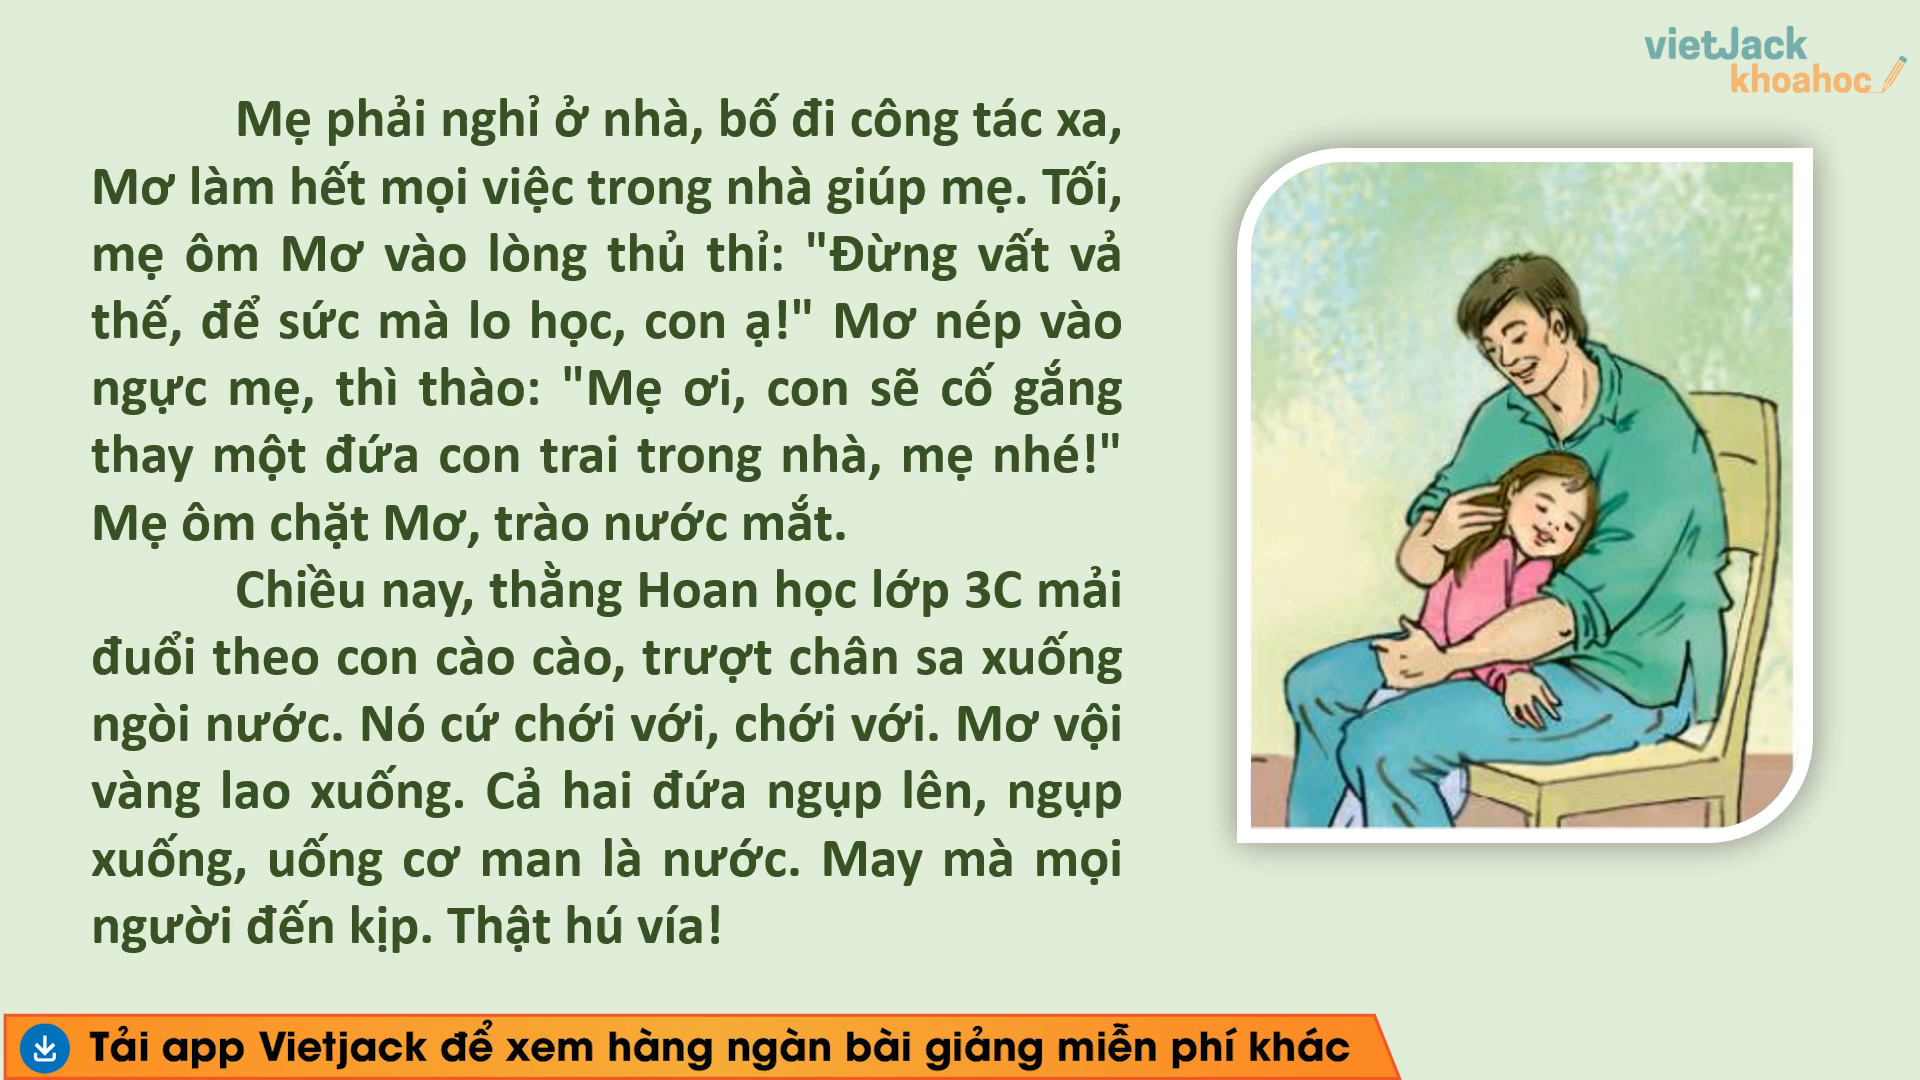 vietJack
khoahoc
Mẹ phải nghỉ ở nhà, bố đi công tác xa,
Mơ làm hết mọi việc trong nhà giúp mẹ. Tối,
mẹ ôm Mơ vào lòng thủ thỉ: "Đừng vất vả
thế, để sức mà lo học, con ạ!" Mơ nép vào
ngực mẹ, thì thào: "Mẹ ơi, con sẽ cố gắng
thay một đứa con trai trong nhà, mẹ nhé!"
Mẹ ôm chặt Mơ, trào nước mắt.
Chiều nay, thằng Hoan học lớp 3C mải
đuổi theo con cào cào, trượt chân sa xuống
ngòi nước. Nó cứ chới với, chới với. Mơ vội
vàng lao xuống. Cả hai đứa ngụp lên, ngụp
xuống, uống cơ man là nước. May mà mọi
người đến kịp. Thật hú vía!
Tải app Vietjack để xem hàng ngàn bài giảng miễn phí khác